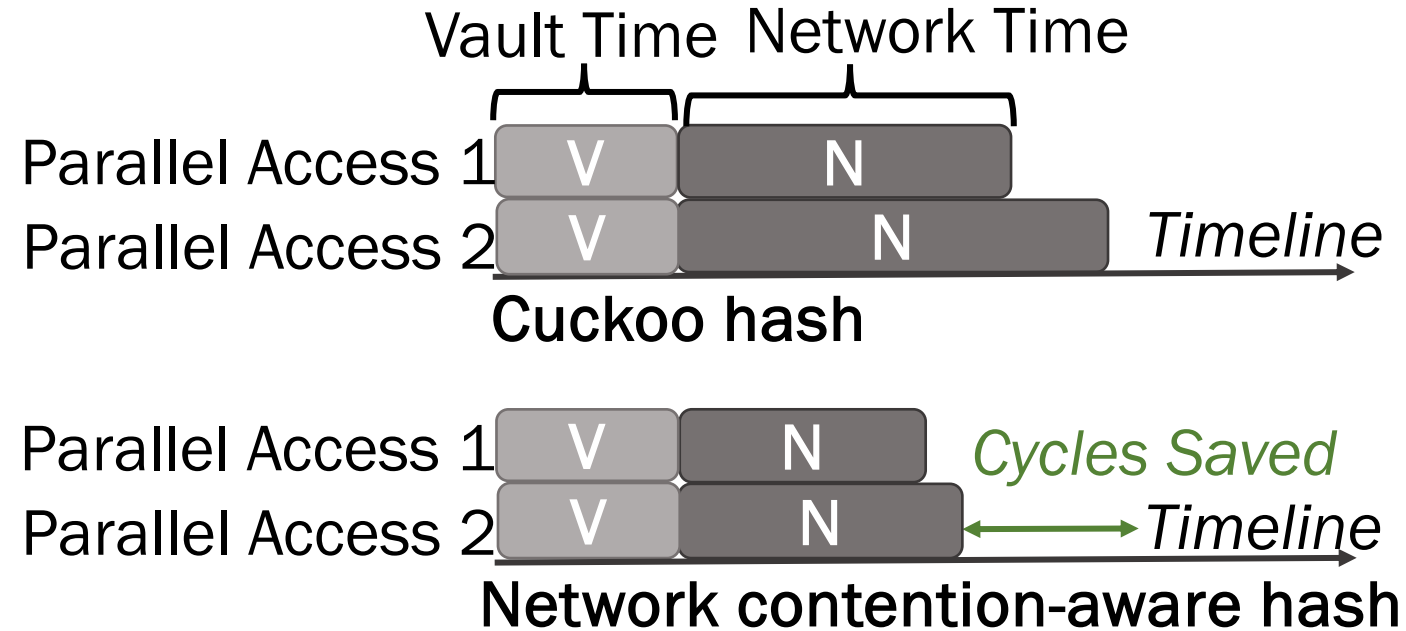 Vault Time Network Time
Parallel Access 1 V N
Parallel Access 2 V N Timeline
Cuckoo hash
Parallel Access 1 V N Cycles Saved
Parallel Access 2 V N Timeline
Network contention-aware hash